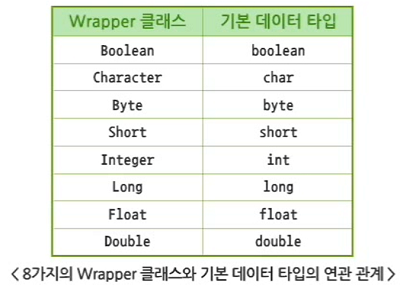 Wrapper 클래스 기본 데이터 타입
Boolean boolean
Character char
Byte byte
Short short
Integer int
Long long
Float float
Double double
< 8가지의 Wrapper 클래스와 기본 데이터 타입의 연관 관계 >